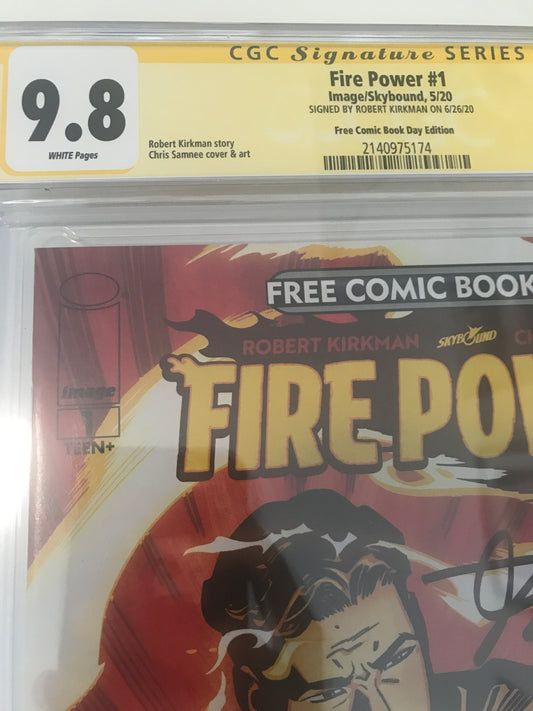 CGC Signature SERIES
9.8
WHITE Pages
Fire Power #1
Image/Skybound, 5/20
SIGNED BY ROBERT KIRKMAN ON 6/26/20
Free Comic Book Day Edition
Robert Kirkman story
Chris Samnee cover & art
2140975174
FREE COMIC BOOK
ROBERT KIRKMAN SKYBOUND CH
FIRE POW
image
1
TEEN+